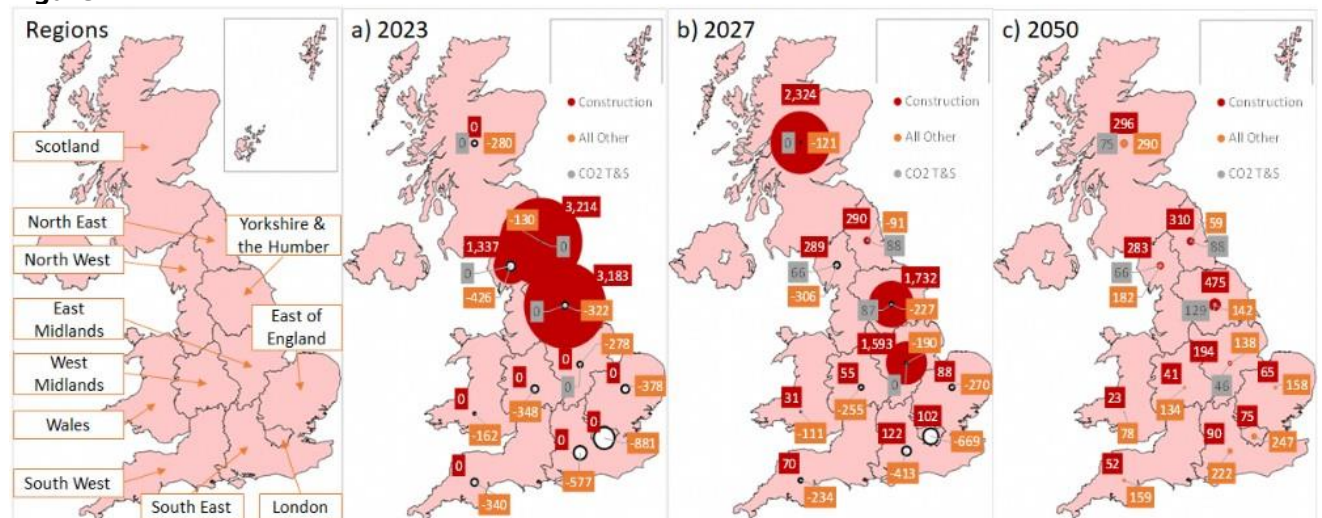 Regions
Scotland
North East
Yorkshire &
the Humber
North West
East
Midlands
East of
England
West
Midlands
Wales
South West
South East
London
a) 2023
Construction
All Other
CO2 T&S
0
0
-280
3,214
-130
0
1,337
0
-426
3,183
0
-322
-278
0
0
0
-348
0
-378
0
-162
0
-881
0
-577
0
-340
b) 2027
Construction
All Other
CO2 T&S
2,324
0
-121
290
-91
88
289
66
-306
1,732
87
-227
1,593
-190
0
55
-255
88
-270
31
-111
102
-669
122
-413
70
-234
c) 2050
Construction
All Other
CO2 T&S
296
75
290
310
59
88
283
66
182
475
129
142
194
138
46
41
134
65
158
23
78
75
247
90
222
52
159